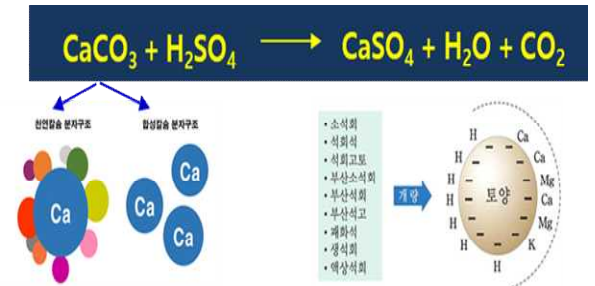 CaCO₃ + H₂SO₄ → CaSO₄ + H₂O + CO₂
천연칼슘 분자구조
합성칼슘 분자구조
Ca
Ca
Ca
Ca
• 소석회
• 석회석
• 석회고토
• 부산소석회
• 부산석회
• 부산석고
• 패화석
• 생석회
• 액상석회
개량
토양
H
Ca
H
Ca
H
Mg
H
Ca
H
Mg
H
K
H